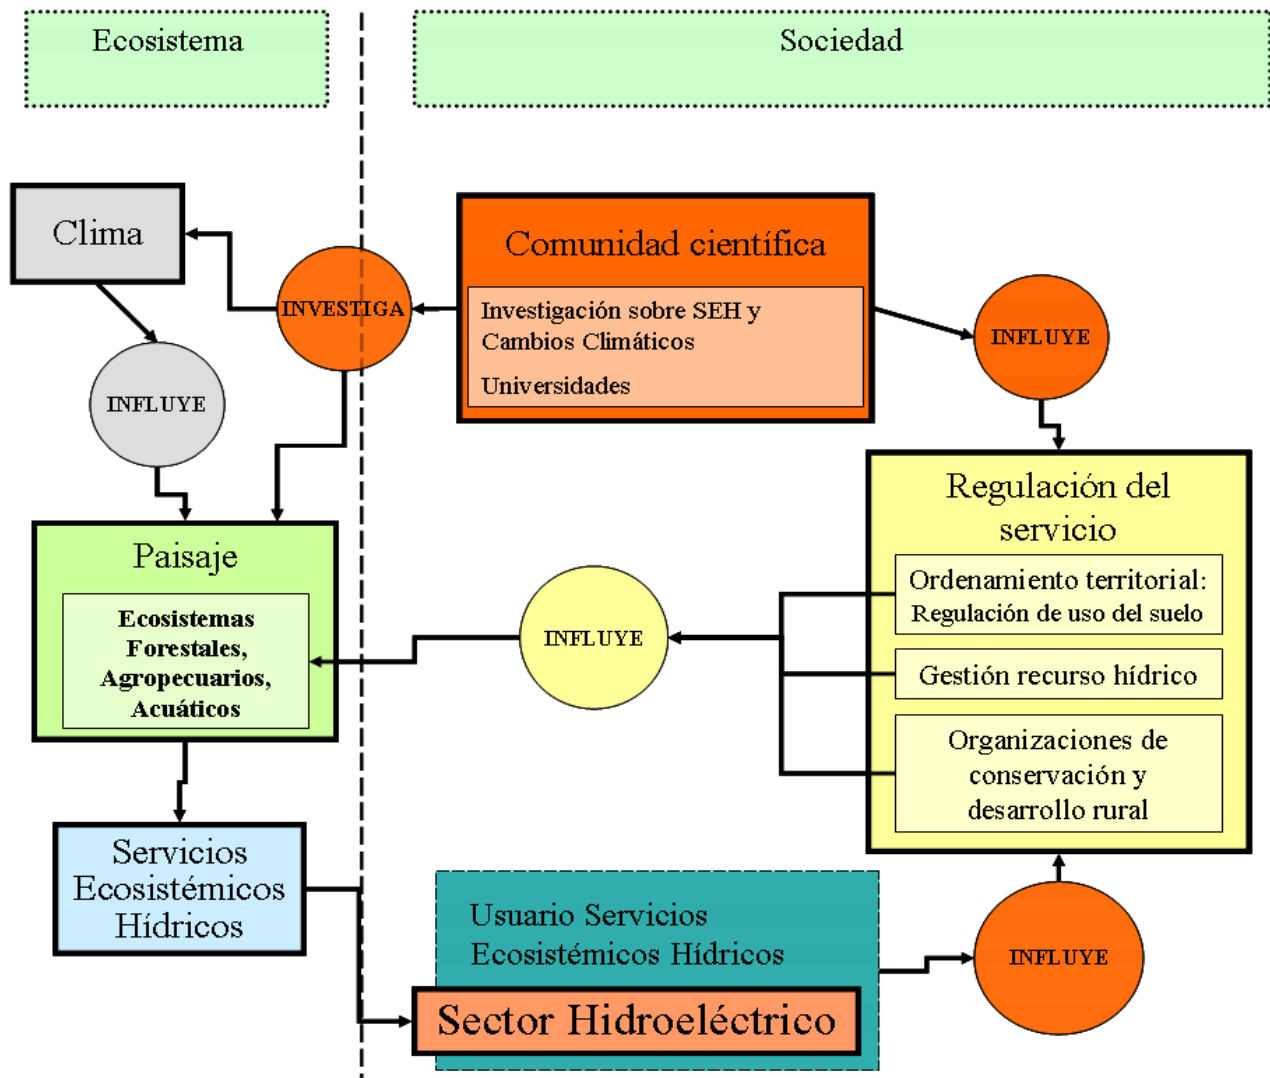 Ecosistema
Sociedad
Clima
INVESTIGA
Comunidad científica
Investigación sobre SEH y
Cambios Climáticos
Universidades
INFLUYE
INFLUYE
Regulación del
servicio
Ordenamiento territorial:
Regulación de uso del suelo
Gestión recurso hídrico
Organizaciones de
conservación y
desarrollo rural
Paisaje
Ecosistemas
Forestales,
Agropecuarios,
Acuáticos
INFLUYE
Servicios
Ecosistémicos
Hídricos
Usuario Servicios
Ecosistémicos Hídricos
Sector Hidroeléctrico
INFLUYE